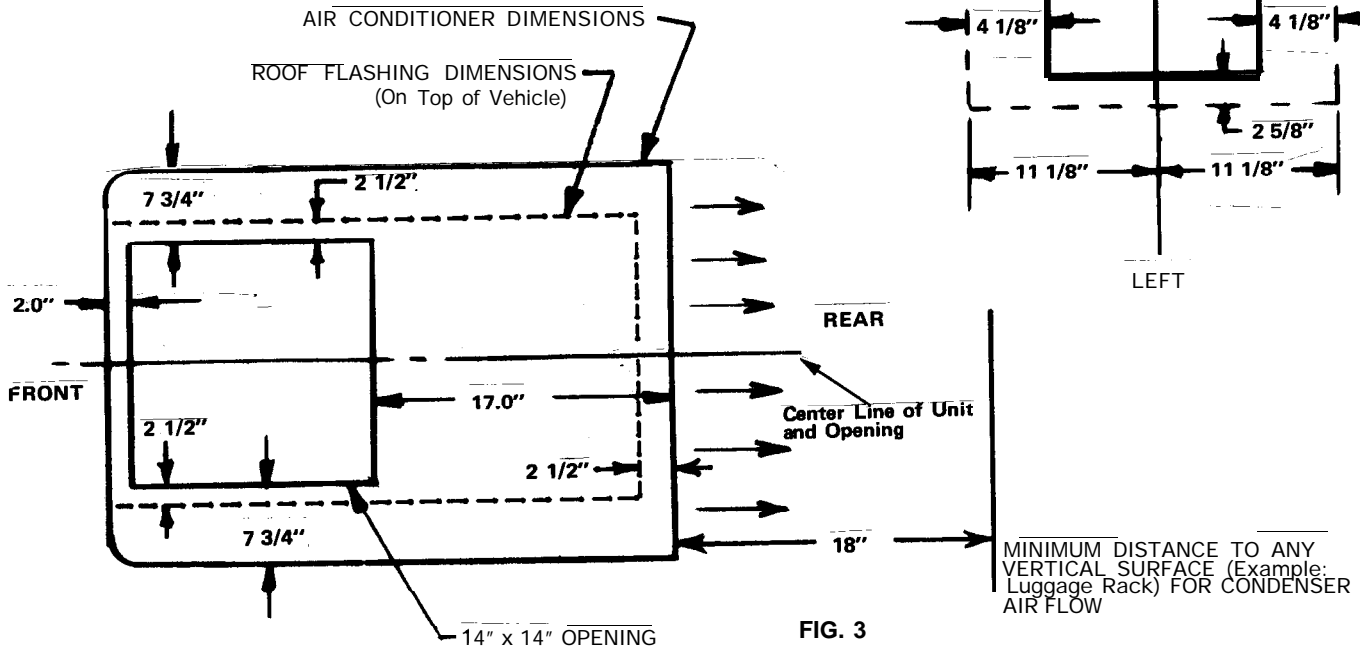 AIR CONDITIONER DIMENSIONS
ROOF FLASHING DIMENSIONS
(On Top of Vehicle)
4 1/8"
4 1/8"
2 5/8"
11 1/8"
11 1/8"
LEFT
7 3/4"
2 1/2"
2.0"
REAR
FRONT
17.0"
Center Line of Unit
and Opening
2 1/2"
2 1/2"
7 3/4"
18"
MINIMUM DISTANCE TO ANY
VERTICAL SURFACE (Example:
Luggage Rack) FOR CONDENSER
AIR FLOW
14" x 14" OPENING
FIG. 3